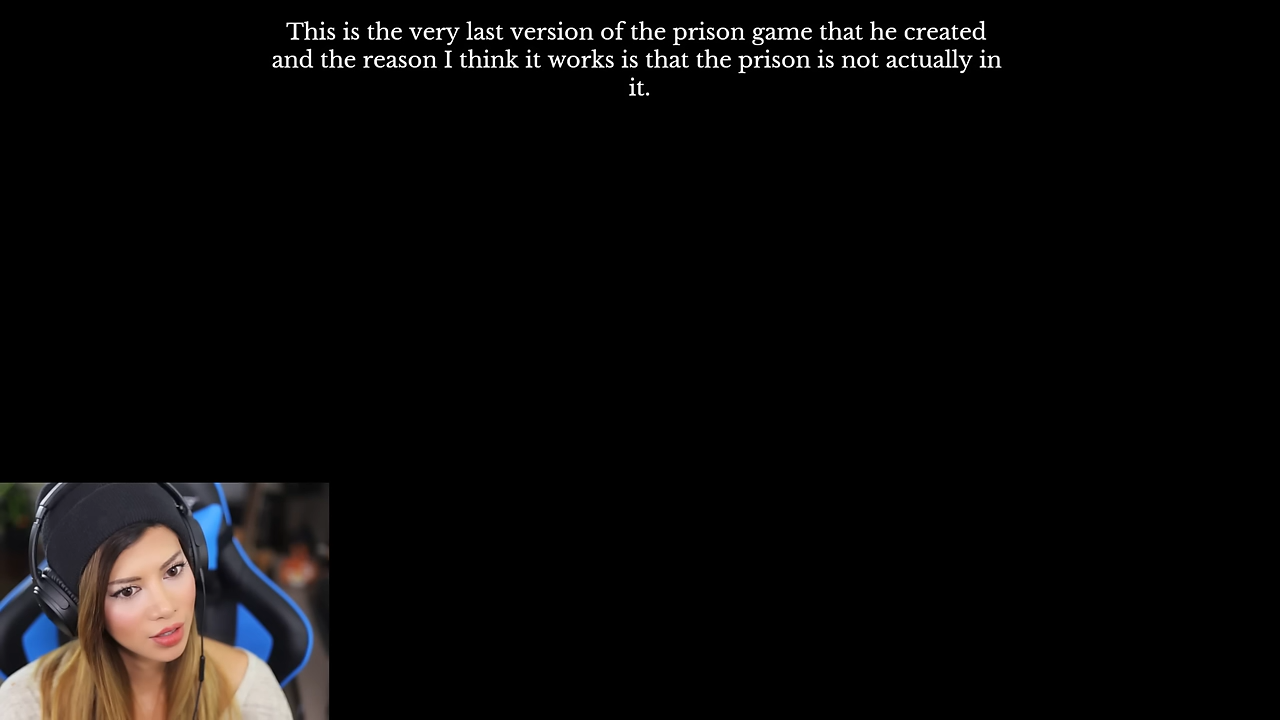 This is the very last version of the prison game that he created
and the reason I think it works is that the prison is not actually in
it.